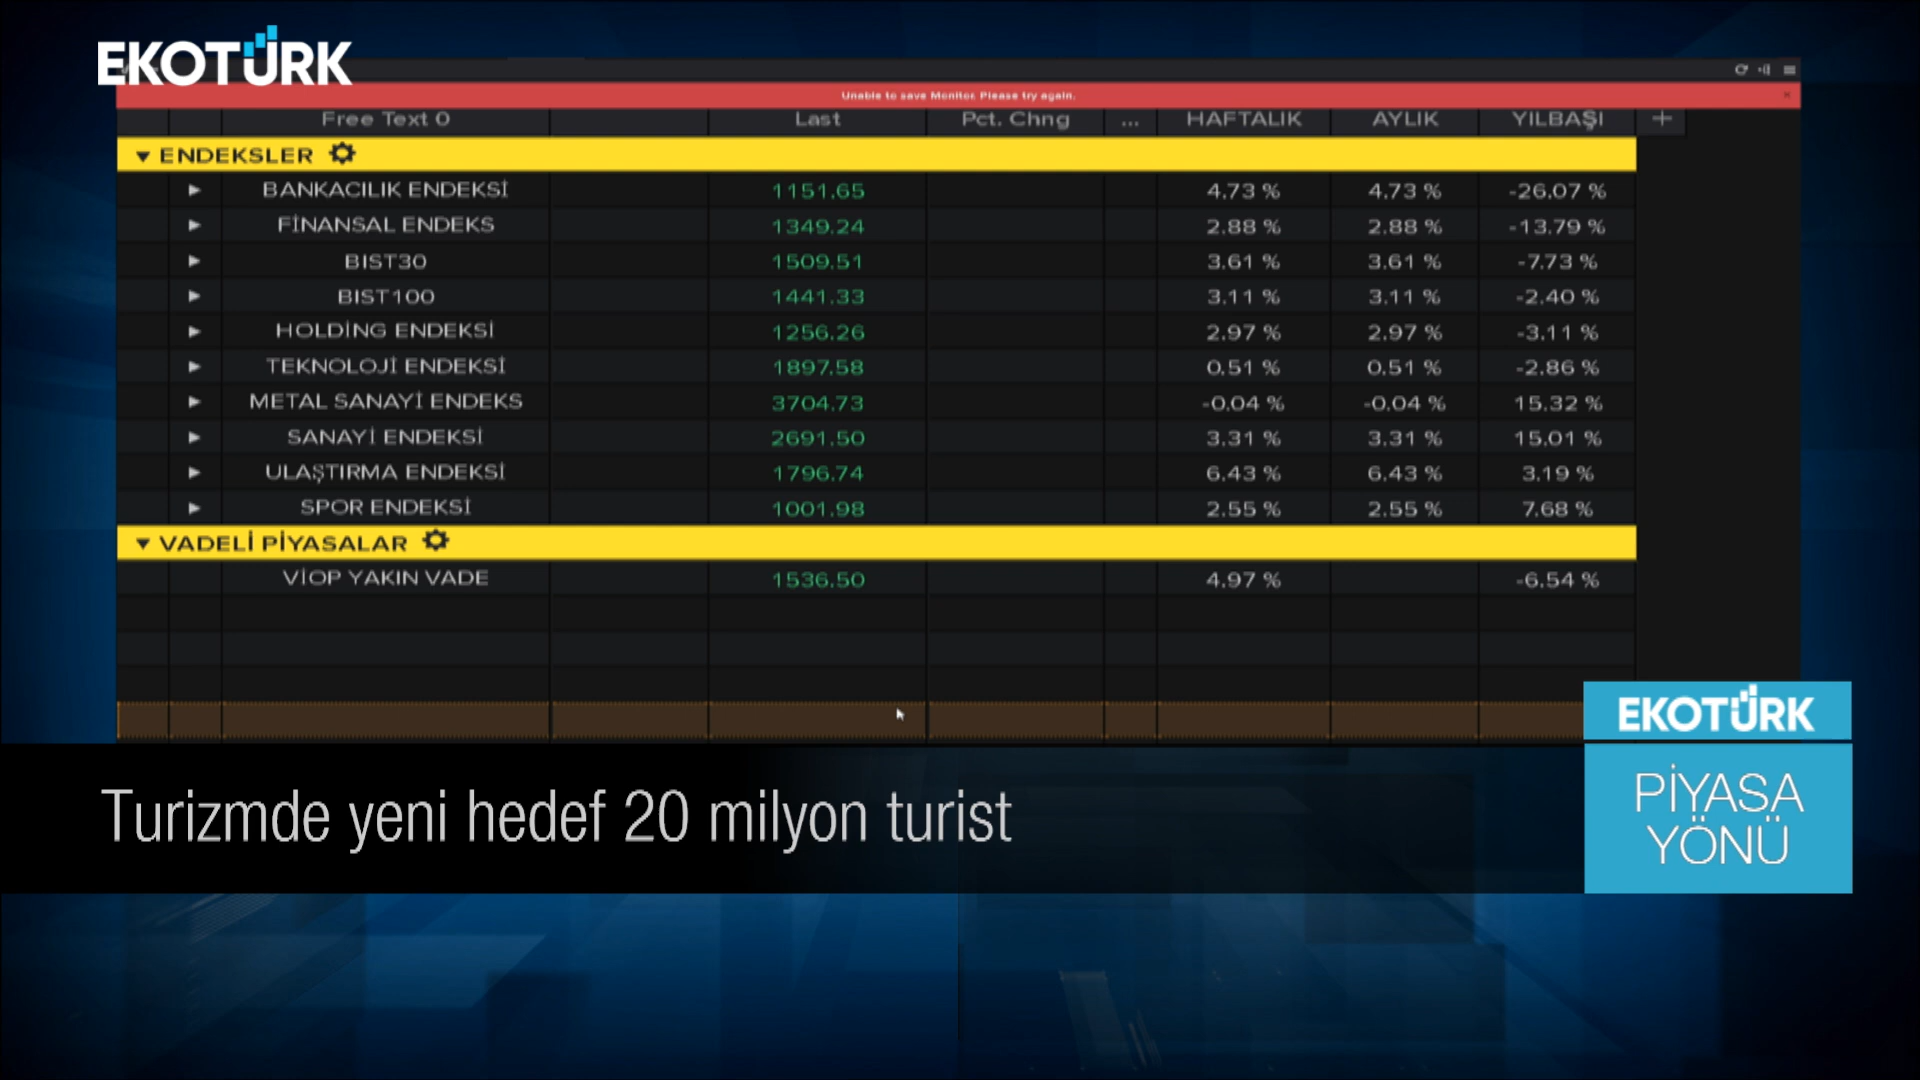 EKOTÜRK
Unable to save Monitor. Please try again.
Free Text 0 Last Pct. Chng ... HAFTALIK AYLIK YILBAŞI +
ENDEKSLER
BANKACILIK ENDEKSİ 1151.65 4.73 % 4.73 % -26.07 %
FİNANSAL ENDEKS 1349.24 2.88 % 2.88 % -13.79 %
BIST30 1509.51 3.61 % 3.61 % -7.73 %
BIST100 1441.33 3.11 % 3.11 % -2.40 %
HOLDİNG ENDEKSİ 1256.26 2.97 % 2.97 % -3.11 %
TEKNOLOJİ ENDEKSİ 1897.58 0.51 % 0.51 % -2.86 %
METAL SANAYİ ENDEKS 3704.73 -0.04 % -0.04 % 15.32 %
SANAYİ ENDEKSİ 2691.50 3.31 % 3.31 % 15.01 %
ULAŞTIRMA ENDEKSİ 1796.74 6.43 % 6.43 % 3.19 %
SPOR ENDEKSİ 1001.98 2.55 % 2.55 % 7.68 %
VADELİ PİYASALAR
VİOP YAKIN VADE 1536.50 4.97 % -6.54 %
EKOTÜRK
Turizmde yeni hedef 20 milyon turist
PİYASA
YÖNÜ